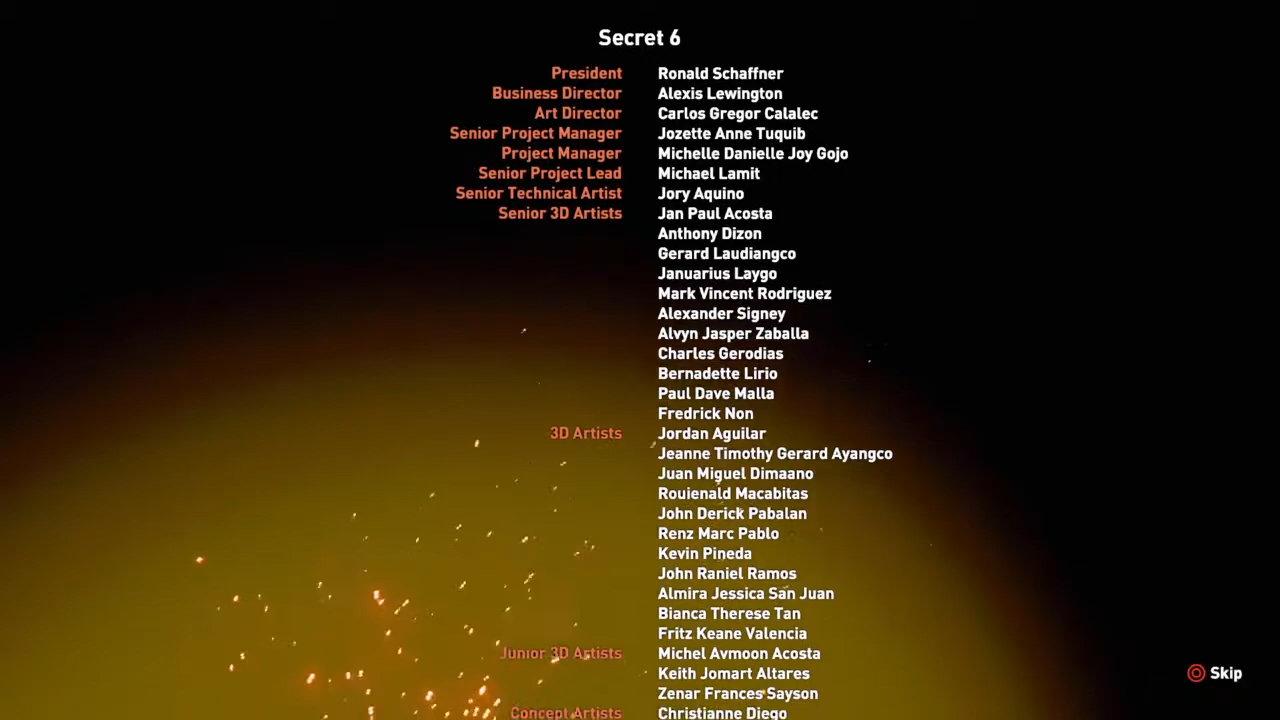 Secret 6
President Ronald Schaffner
Business Director Alexis Lewington
Art Director Carlos Gregor Calalec
Senior Project Manager Jozette Anne Tuquib
Project Manager Michelle Danielle Joy Gojo
Senior Project Lead Michael Lamit
Senior Technical Artist Jory Aquino
Senior 3D Artists Jan Paul Acosta
Anthony Dizon
Gerard Laudiangco
Januarius Laygo
Mark Vincent Rodriguez
Alexander Signey
Alvyn Jasper Zaballa
Charles Gerodias
Bernadette Lirio
Paul Dave Malla
Fredrick Non
3D Artists Jordan Aguilar
Jeanne Timothy Gerard Ayangco
Juan Miguel Dimaano
Rouienald Macabitas
John Derick Pabalan
Renz Marc Pablo
Kevin Pineda
John Raniel Ramos
Almira Jessica San Juan
Bianca Therese Tan
Fritz Keane Valencia
Junior 3D Artists Michel Avmoon Acosta
Keith Jomart Altares
Skip
Zenar Frances Sayson
Concept Artists Christianne Diego